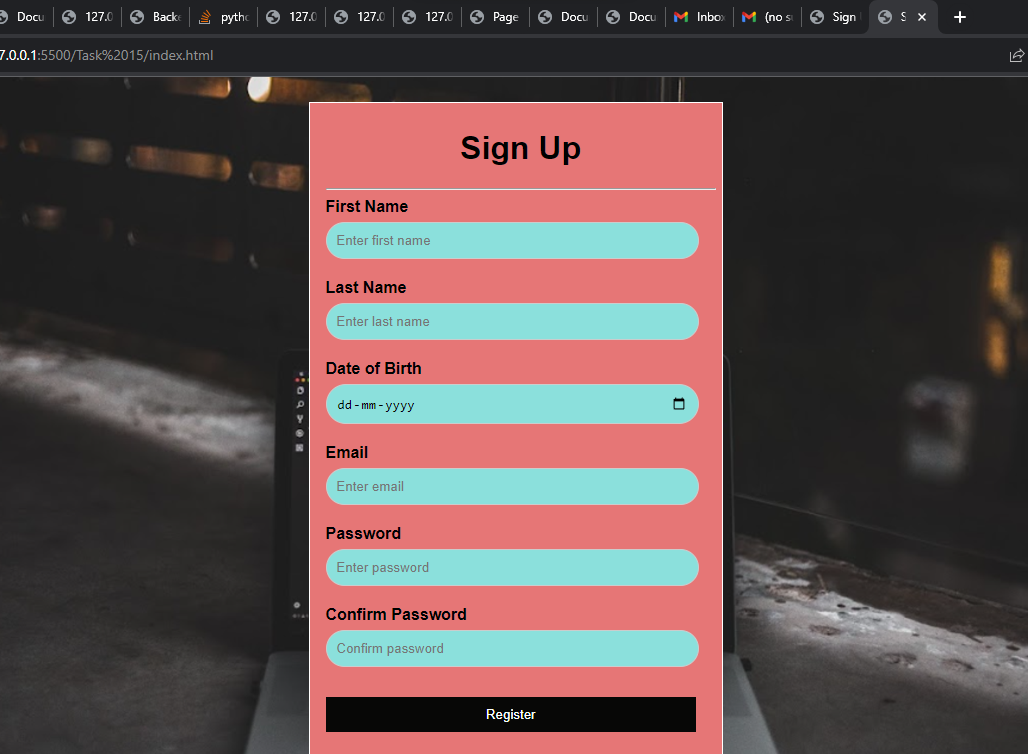 Docu 127.0 Backe pytho 127.0 127.0 127.0 Page Docu Docu Inbox (no su Sign S
7.0.0.1:5500/Task%2015/index.html
Sign Up
First Name
Enter first name
Last Name
Enter last name
Date of Birth
dd-mm-yyyy
Email
Enter email
Password
Enter password
Confirm Password
Confirm password
Register